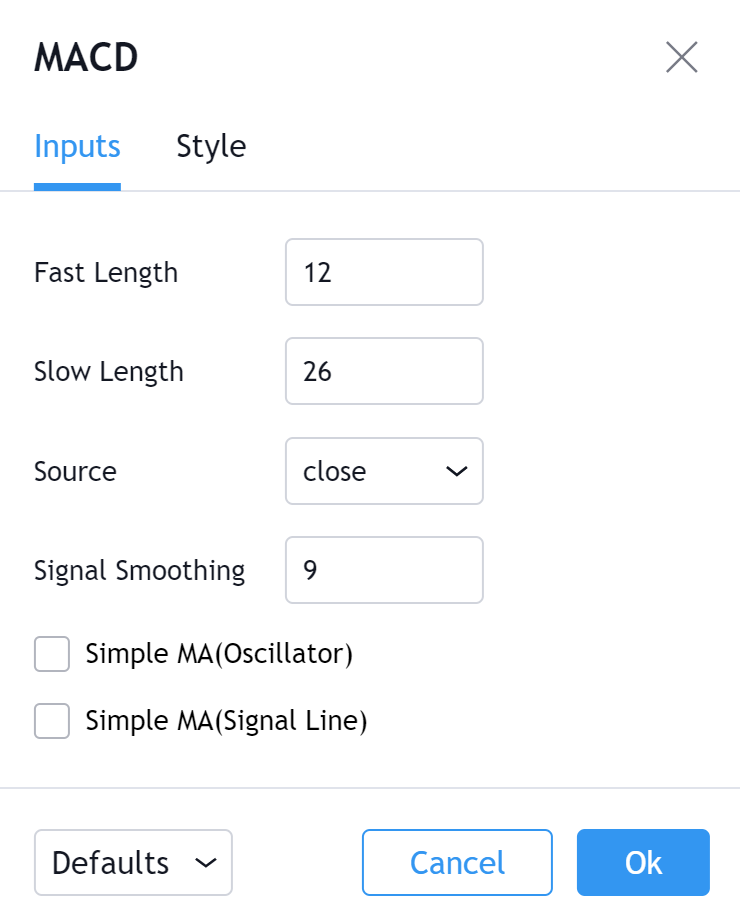 MACD
Inputs Style
Fast Length 12
Slow Length 26
Source close
Signal Smoothing 9
Simple MA(Oscillator)
Simple MA(Signal Line)
Defaults Cancel Ok